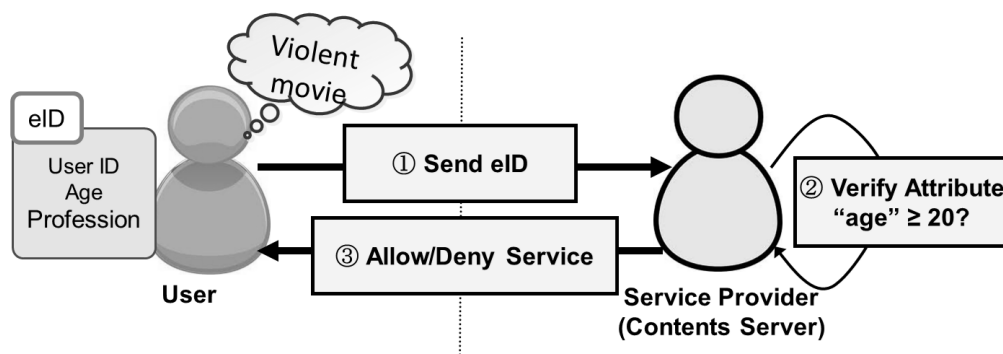 Violent
movie
eID
User ID
Age
Profession
① Send eID
② Verify Attribute
“age” ≥ 20?
③ Allow/Deny Service
User
Service Provider
(Contents Server)